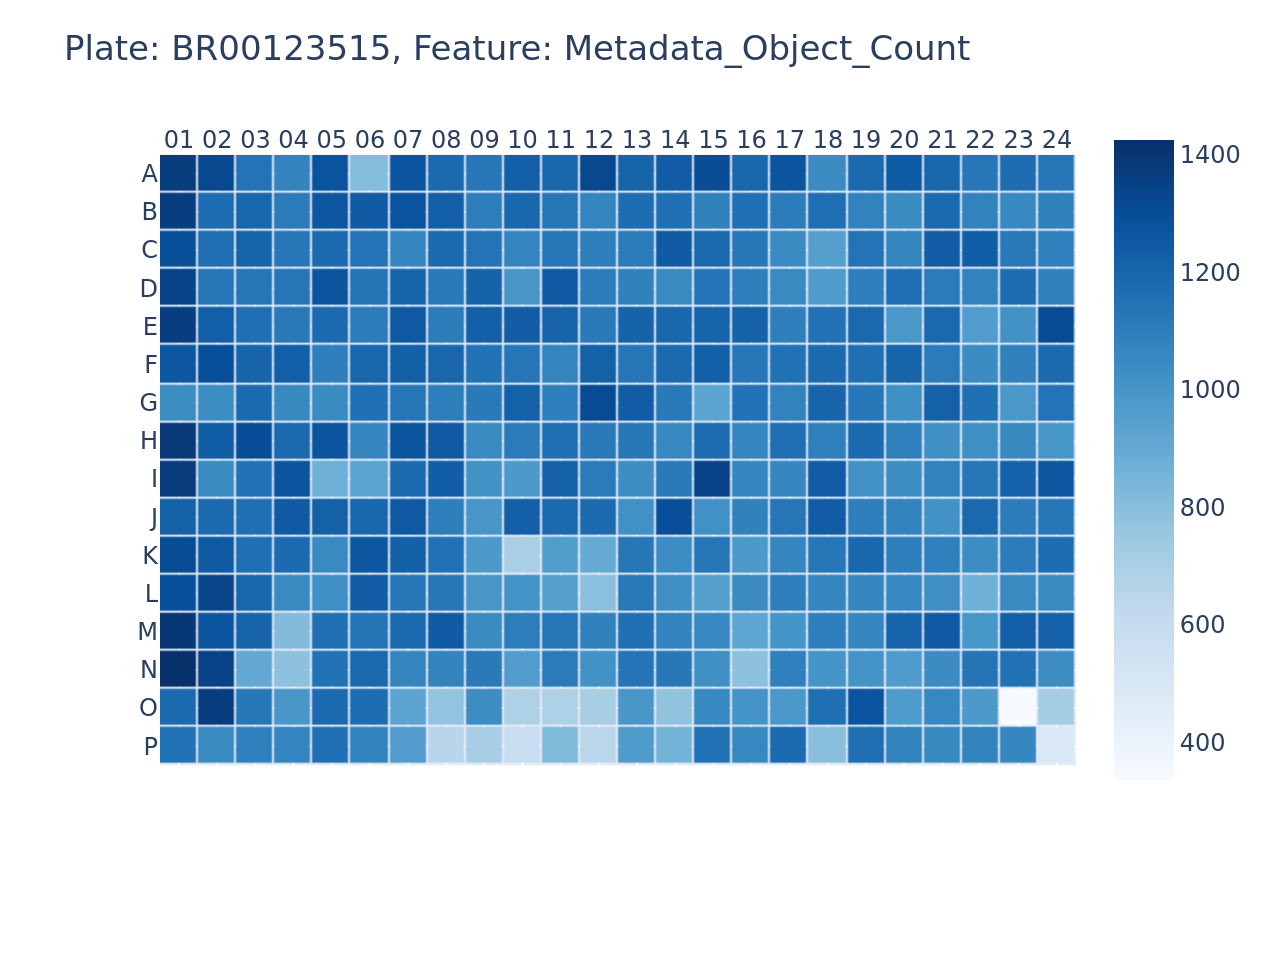 Plate: BR00123515, Feature: Metadata_Object_Count
01 02 03 04 05 06 07 08 09 10 11 12 13 14 15 16 17 18 19 20 21 22 23 24
A
B
C
D
E
F
G
H
I
J
K
L
M
N
O
P
1400
1200
1000
800
600
400